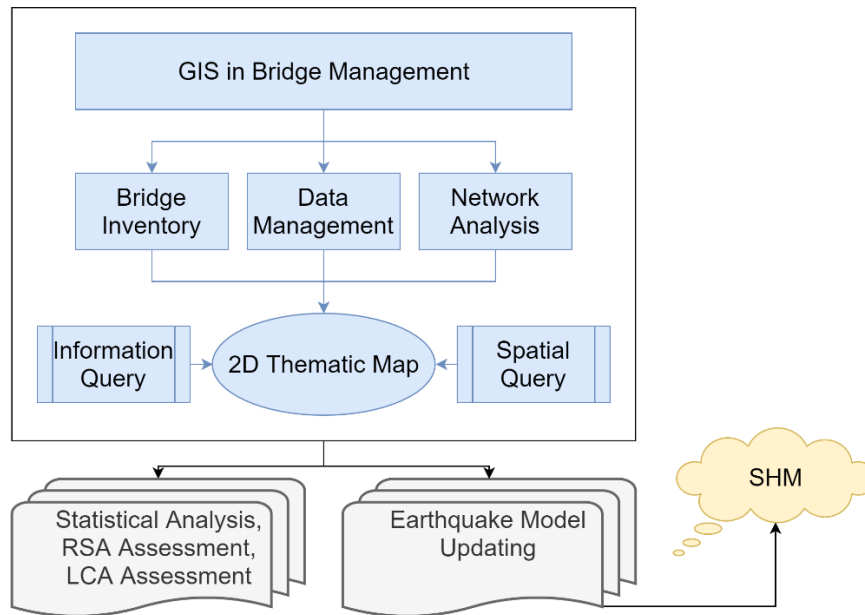 GIS in Bridge Management
Bridge
Inventory
Data
Management
Network
Analysis
Information
Query
2D Thematic Map
Spatial
Query
SHM
Statistical Analysis,
RSA Assessment,
LCA Assessment
Earthquake Model
Updating